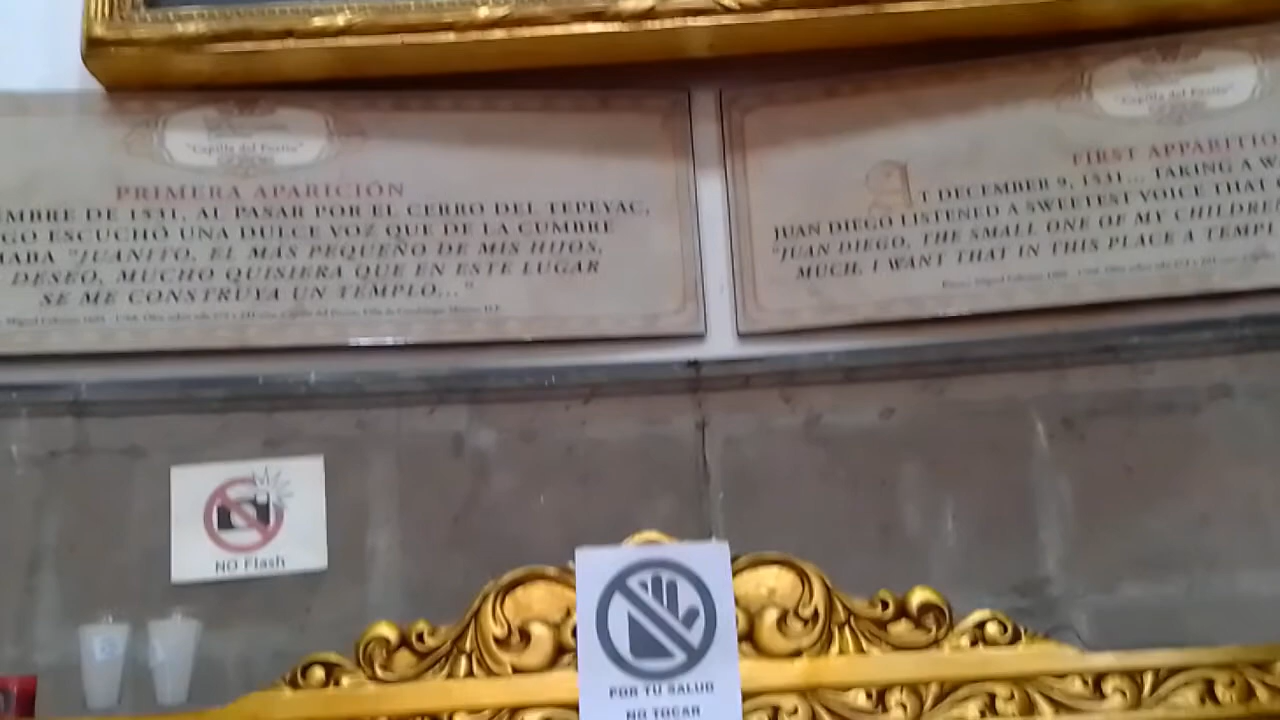 "Capilla del Pocito"
PRIMERA APARICIÓN
MBRE DE 1531, AL PASAR POR EL CERRO DEL TEPEYAC,
GO ESCUCHÓ UNA DULCE VOZ QUE DE LA CUMBRE
MABA "JUANITO, EL MÁS PEQUEÑO DE MIS HIJOS,
DESEO, MUCHO QUISIERA QUE EN ESTE LUGAR
SE ME CONSTRUYA UN TEMPLO..."
"Capilla del Pocito"
FIRST APPARITIO
AT DECEMBER 9, 1531... TAKING A W
JUAN DIEGO LISTENED A SWEETEST VOICE THAT
"JUAN DIEGO, THE SMALL ONE OF MY CHILDRE
MUCH, I WANT THAT IN THIS PLACE A TEMPL
NO Flash
POR TU SALUD
NO TOCAR